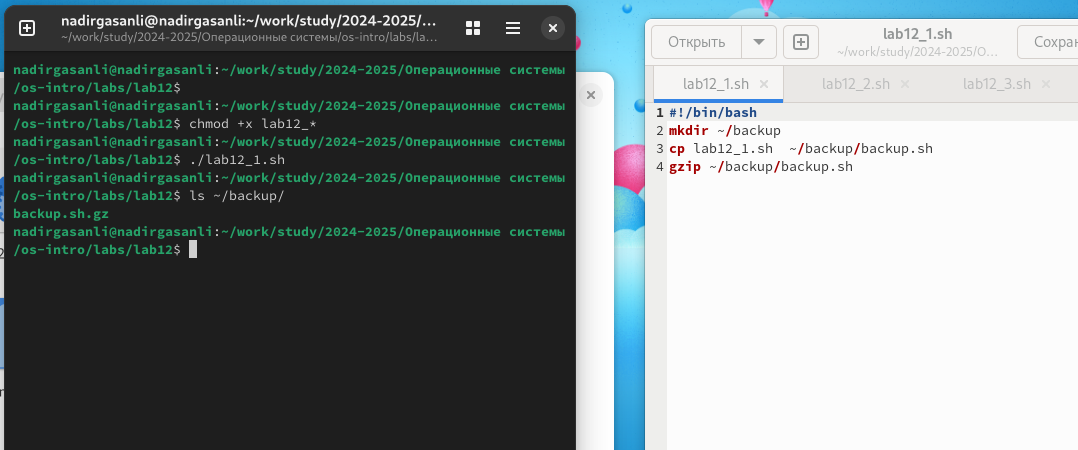 nadirgasanli@nadirgasanli:~/work/study/2024-2025/...
~/work/study/2024-2025/Операционные системы/os-intro/labs/la...
nadirgasanli@nadirgasanli:~/work/study/2024-2025/Операционные системы
/os-intro/labs/lab12$
nadirgasanli@nadirgasanli:~/work/study/2024-2025/Операционные системы
/os-intro/labs/lab12$ chmod +x lab12_*
nadirgasanli@nadirgasanli:~/work/study/2024-2025/Операционные системы
/os-intro/labs/lab12$ ./lab12_1.sh
nadirgasanli@nadirgasanli:~/work/study/2024-2025/Операционные системы
/os-intro/labs/lab12$ ls ~/backup/
backup.sh.gz
nadirgasanli@nadirgasanli:~/work/study/2024-2025/Операционные системы
/os-intro/labs/lab12$
Открыть
lab12_1.sh
~/work/study/2024-2025/О...
Сохран
lab12_1.sh
lab12_2.sh
lab12_3.sh
1 #!/bin/bash
2 mkdir ~/backup
3 cp lab12_1.sh  ~/backup/backup.sh
4 gzip ~/backup/backup.sh